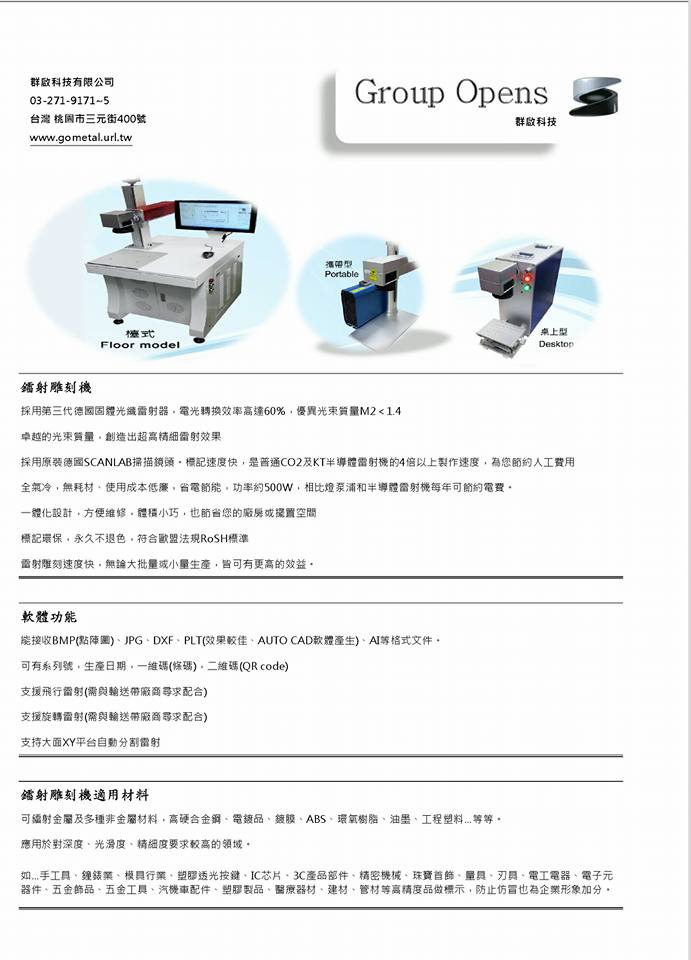 群啟科技有限公司
03-271-9171~5
台灣 桃園市三元街400號
www.gometal.url.tw
Group Opens
群啟科技
檯式
Floor model
攜帶型
Portable
桌上型
Desktop
鐳射雕刻機
採用第三代德國固體光纖雷射器，電光轉換效率高達60%，優異光束質量M2＜1.4
卓越的光束質量，創造出超高精細雷射效果
採用原裝德國SCANLAB掃描鏡頭。標記速度快，是普通CO2及KT半導體雷射機的4倍以上製作速度，為您節約人工費用
全氣冷，無耗材、使用成本低廉，省電節能，功率約500W，相比燈泵浦和半導體雷射機每年可節約電費。
一體化設計，方便維修，體積小巧，也節省您的廠房或擺置空間
標記環保，永久不退色，符合歐盟法規RoSH標準
雷射雕刻速度快，無論大批量或小量生產，皆可有更高的效益。
軟體功能
能接收BMP(點陣圖)、JPG、DXF、PLT(效果較佳、AUTO CAD軟體產生)、AI等格式文件。
可有系列號，生產日期，一維碼(條碼)，二維碼(QR code)
支援飛行雷射(需與輸送帶廠商尋求配合)
支援旋轉雷射(需與輸送帶廠商尋求配合)
支持大面XY平台自動分割雷射
鐳射雕刻機適用材料
可鐳射金屬及多種非金屬材料，高硬合金鋼、電鍍品、鍍膜、ABS、環氧樹脂、油墨、工程塑料...等等。
應用於對深度、光滑度、精細度要求較高的領域。
如...手工具、鐘錶業、模具行業、塑膠透光按鍵、IC芯片、3C產品部件、精密機械、珠寶首飾、量具、刃具、電工電器、電子元
器件、五金飾品、五金工具、汽機車配件、塑膠製品、醫療器材、建材、管材等高精度品做標示，防止仿冒也為企業形象加分。